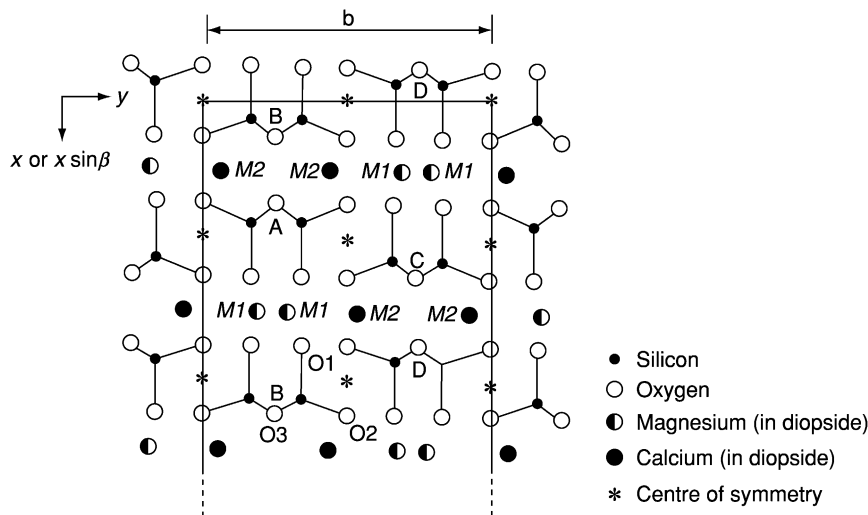 b
y
x or x sinβ
D
B
M2 M2 M1 M1
A
C
M1 M1 M2 M2
O1
B D
O3 O2
Silicon
Oxygen
Magnesium (in diopside)
Calcium (in diopside)
* Centre of symmetry